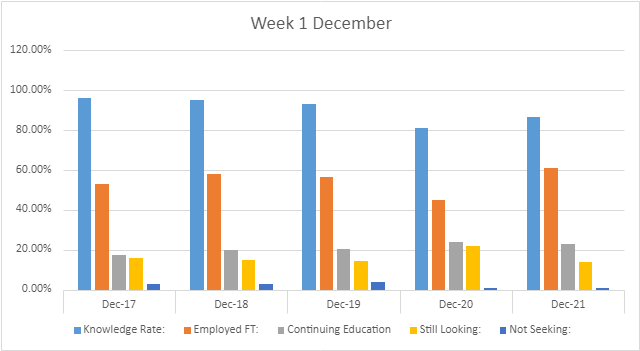 Week 1 December
120.00%
100.00%
80.00%
60.00%
40.00%
20.00%
0.00%
Dec-17 Dec-18 Dec-19 Dec-20 Dec-21
Knowledge Rate: Employed FT: Continuing Education Still Looking: Not Seeking: